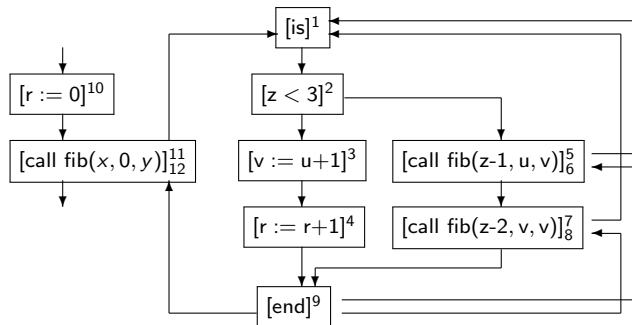 [is]¹
[r := 0]¹⁰
[z < 3]²
[call fib(x, 0, y)]¹¹₁₂
[v := u+1]³
[call fib(z-1, u, v)]⁵₆
[r := r+1]⁴
[call fib(z-2, v, v)]⁷₈
[end]⁹